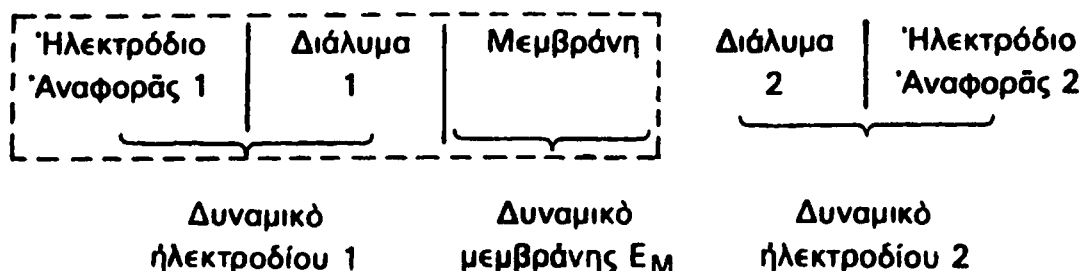 Ἠλεκτρόδιο Διάλυμα Μεμβράνη Διάλυμα Ἠλεκτρόδιο
Ἀναφορᾶς 1 1 2 Ἀναφορᾶς 2
Δυναμικὸ Δυναμικὸ Δυναμικὸ
ἠλεκτροδίου 1 μεμβράνης E_M ἠλεκτροδίου 2